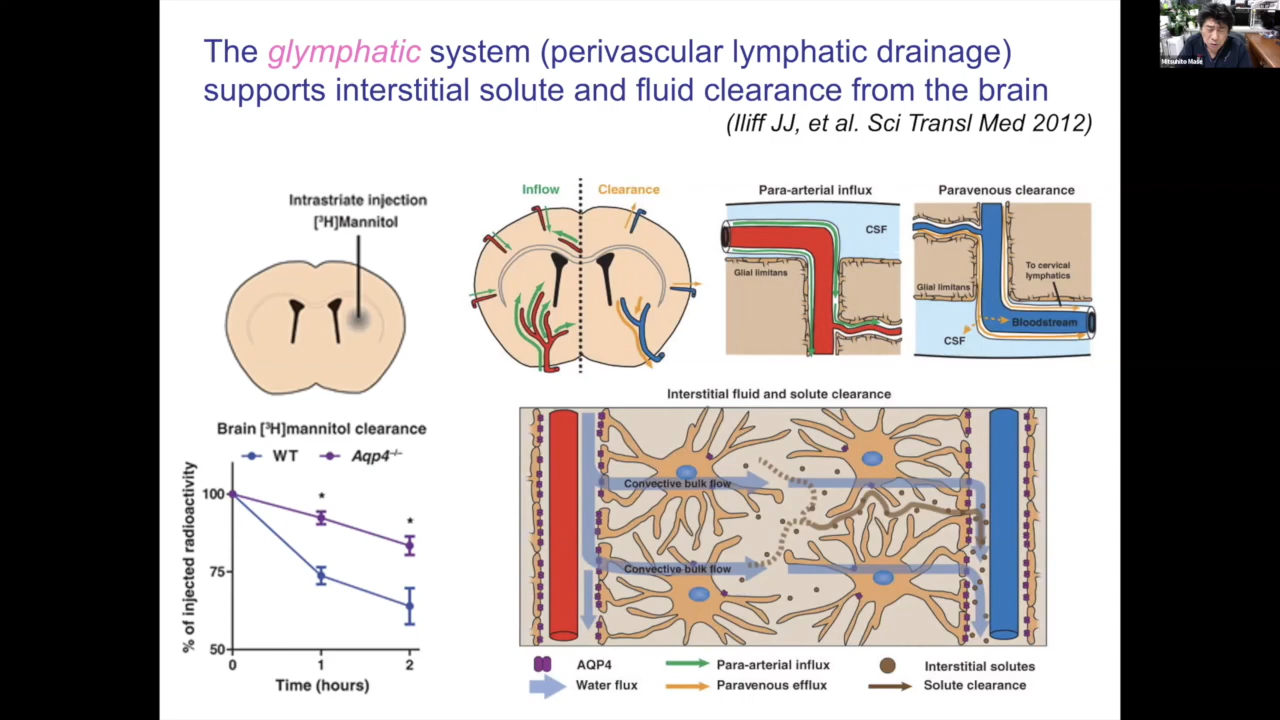 The glymphatic system (perivascular lymphatic drainage)
supports interstitial solute and fluid clearance from the brain
(Iliff JJ, et al. Sci Transl Med 2012)
Mitsuhito Mase
Intrastriate injection
[³H]Mannitol
Inflow
Clearance
Para-arterial influx
CSF
Glial limitans
Paravenous clearance
To cervical
lymphatics
Glial limitans
Bloodstream
CSF
Brain [³H]mannitol clearance
WT
Aqp4⁻/⁻
% of injected radioactivity
100
75
50
*
*
0
1
2
Time (hours)
Interstitial fluid and solute clearance
Convective bulk flow
Convective bulk flow
AQP4
Para-arterial influx
Interstitial solutes
Water flux
Paravenous efflux
Solute clearance